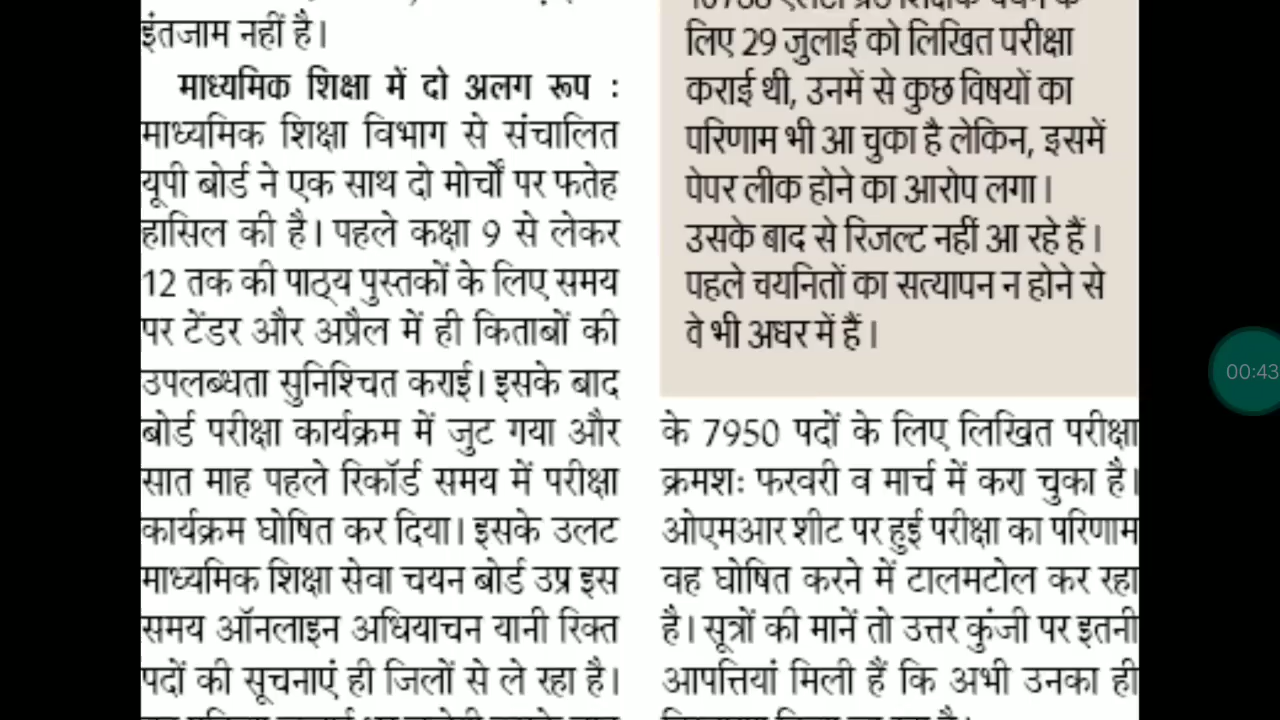 इंतजाम नहीं है।
माध्यमिक शिक्षा में दो अलग रूप :
माध्यमिक शिक्षा विभाग से संचालित
यूपी बोर्ड ने एक साथ दो मोर्चों पर फतेह
हासिल की है। पहले कक्षा 9 से लेकर
12 तक की पाठ्य पुस्तकों के लिए समय
पर टेंडर और अप्रैल में ही किताबों की
उपलब्धता सुनिश्चित कराई। इसके बाद
बोर्ड परीक्षा कार्यक्रम में जुट गया और
सात माह पहले रिकॉर्ड समय में परीक्षा
कार्यक्रम घोषित कर दिया। इसके उलट
माध्यमिक शिक्षा सेवा चयन बोर्ड उप्र इस
समय ऑनलाइन अधियाचन यानी रिक्त
पदों की सूचनाएं ही जिलों से ले रहा है।
लिए 29 जुलाई को लिखित परीक्षा
कराई थी, उनमें से कुछ विषयों का
परिणाम भी आ चुका है लेकिन, इसमें
पेपर लीक होने का आरोप लगा।
उसके बाद से रिजल्ट नहीं आ रहे हैं।
पहले चयनितों का सत्यापन न होने से
वे भी अधर में हैं।
के 7950 पदों के लिए लिखित परीक्षा
क्रमशः फरवरी व मार्च में करा चुका है।
ओएमआर शीट पर हुई परीक्षा का परिणाम
वह घोषित करने में टालमटोल कर रहा
है। सूत्रों की मानें तो उत्तर कुंजी पर इतनी
आपत्तियां मिली हैं कि अभी उनका ही
00:43